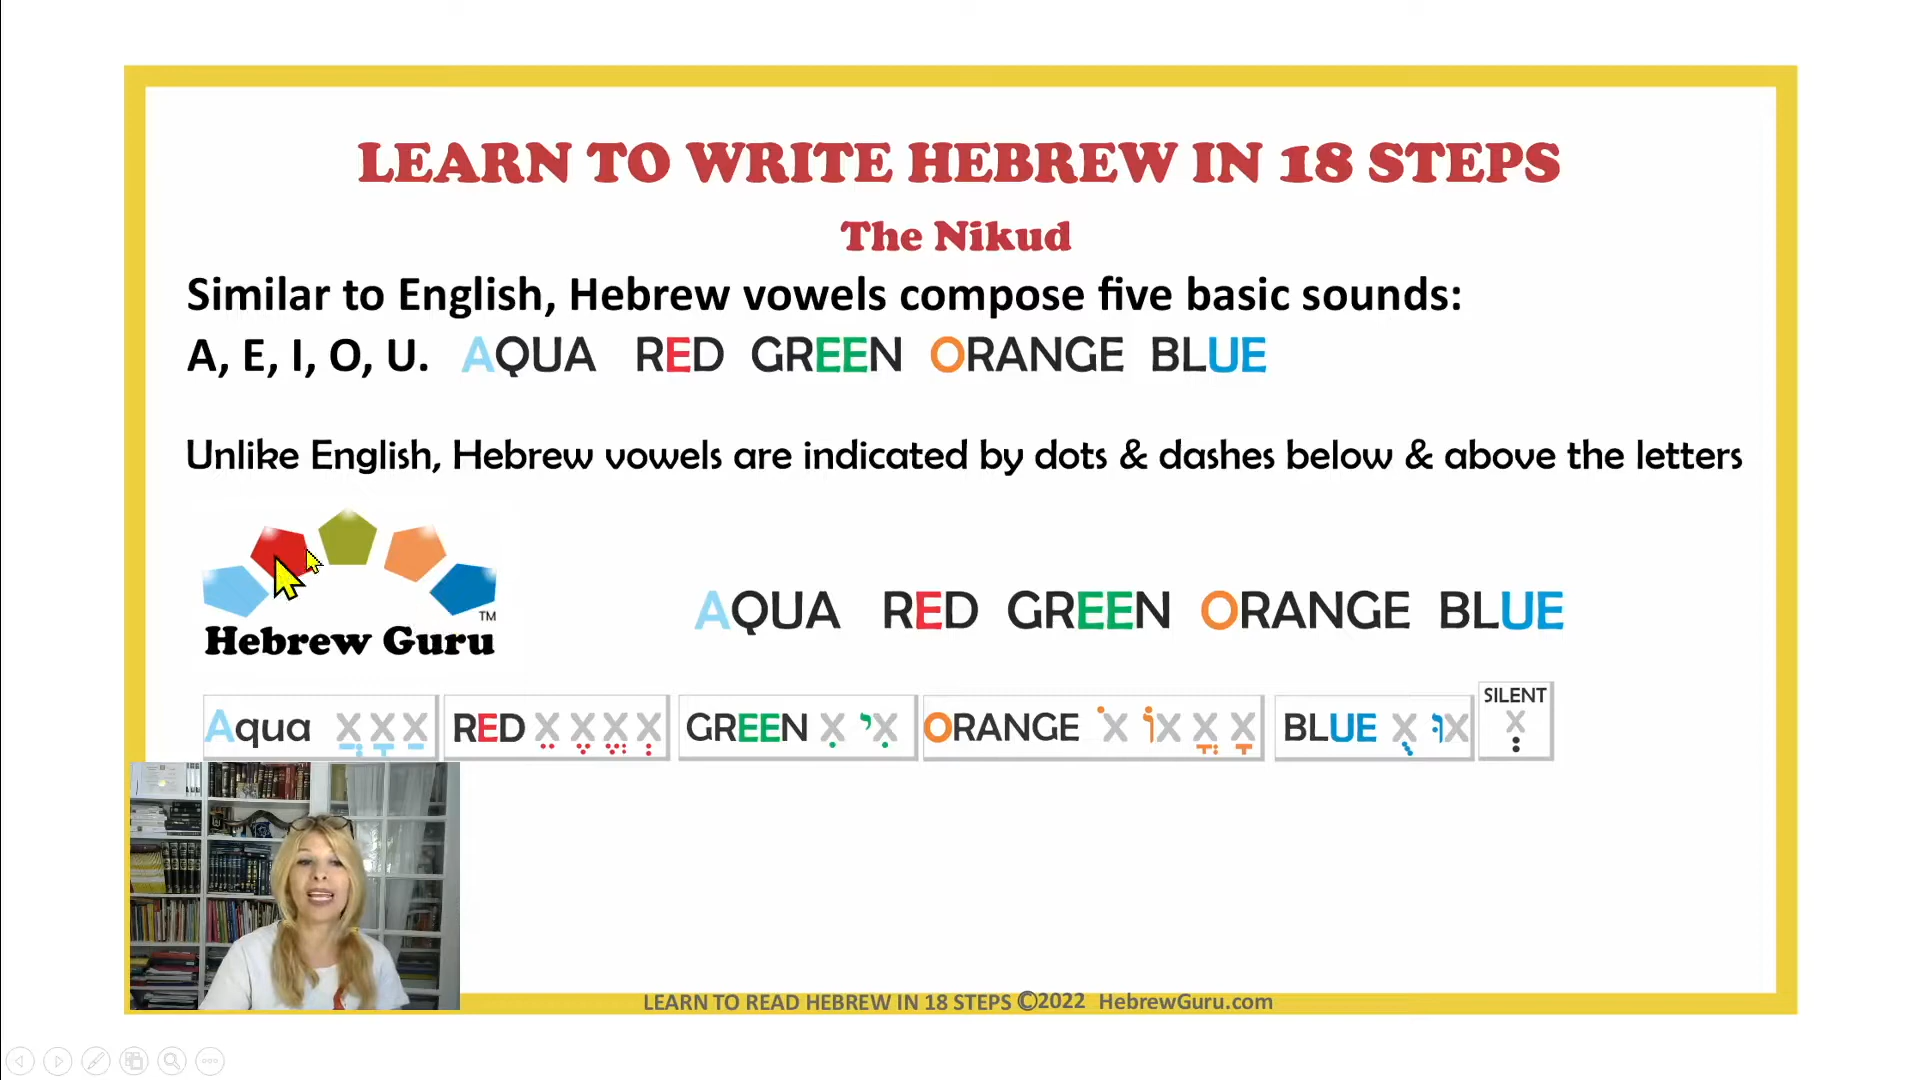 LEARN TO WRITE HEBREW IN 18 STEPS
The Nikud
Similar to English, Hebrew vowels compose five basic sounds:
A, E, I, O, U. AQUA RED GREEN ORANGE BLUE
Unlike English, Hebrew vowels are indicated by dots & dashes below & above the letters
TM
Hebrew Guru
AQUA RED GREEN ORANGE BLUE
Aqua X X X RED X X X X GREEN X יX ORANGE X וֹX X X BLUE X וX SILENT X
LEARN TO READ HEBREW IN 18 STEPS ©2022 HebrewGuru.com